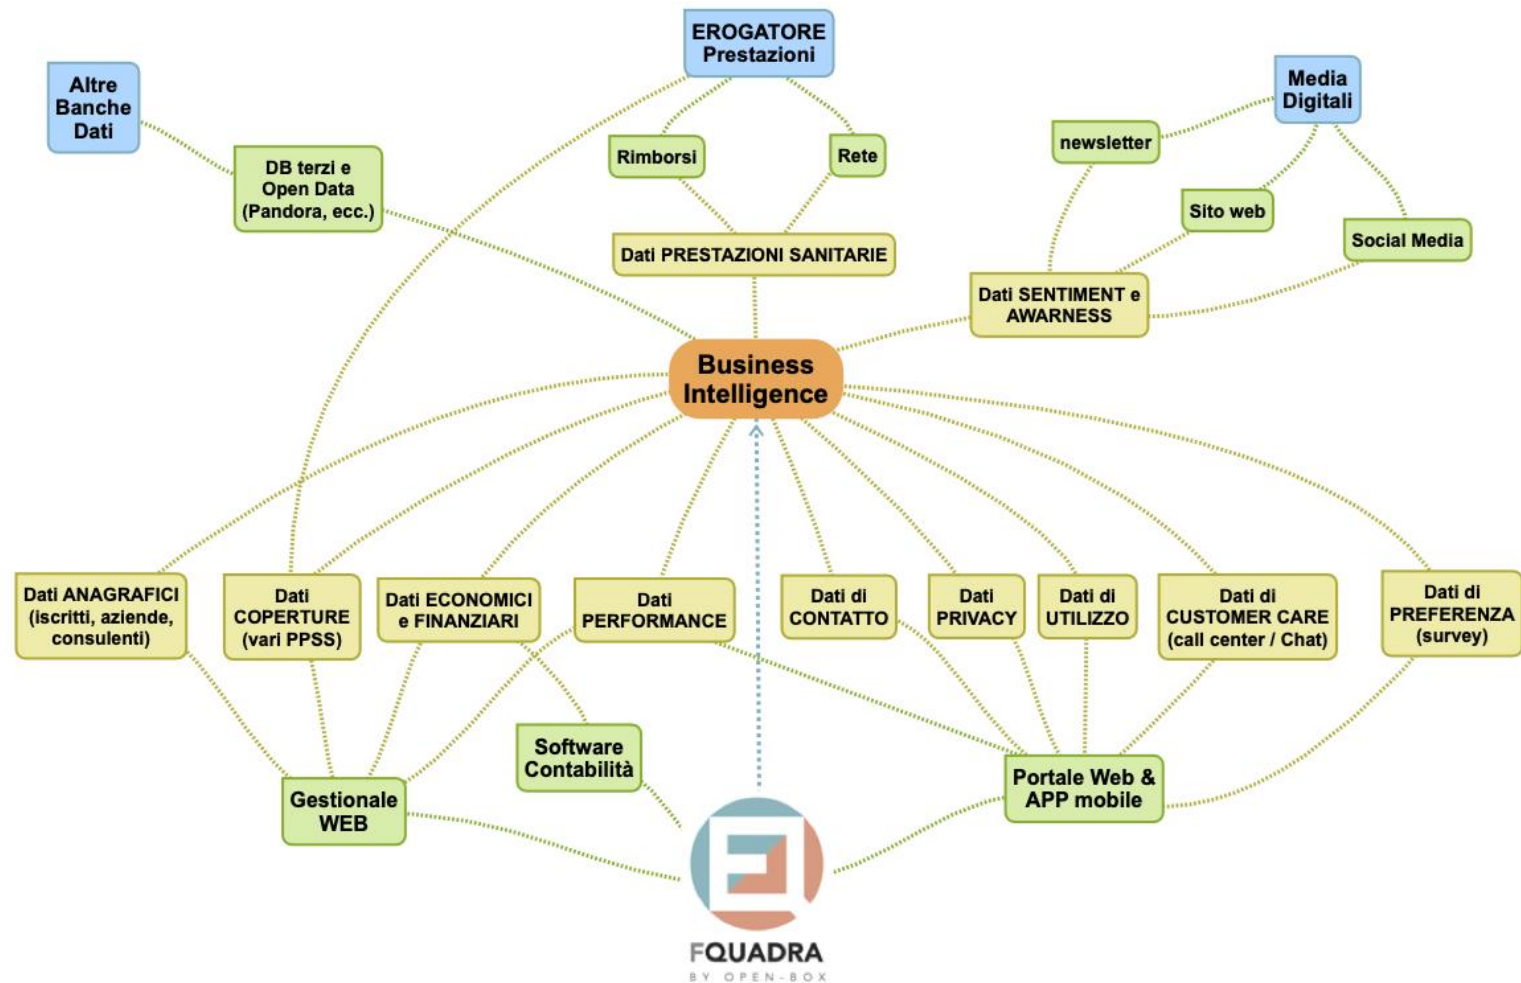 EROGATORE
Prestazioni
Altre
Banche
Dati
Media
Digitali
newsletter
Rimborsi
Rete
DB terzi e
Open Data
(Pandora, ecc.)
Sito web
Social Media
Dati PRESTAZIONI SANITARIE
Dati SENTIMENT e
AWARNESS
Business
Intelligence
Dati ANAGRAFICI
(iscritti, aziende,
consulenti)
Dati
COPERTURE
(vari PPSS)
Dati ECONOMICI
e FINANZIARI
Dati
PERFORMANCE
Dati di
CONTATTO
Dati
PRIVACY
Dati di
UTILIZZO
Dati di
CUSTOMER CARE
(call center / Chat)
Dati di
PREFERENZA
(survey)
Software
Contabilità
Gestionale
WEB
Portale Web &
APP mobile
FQUADRA
BY OPEN-BOX